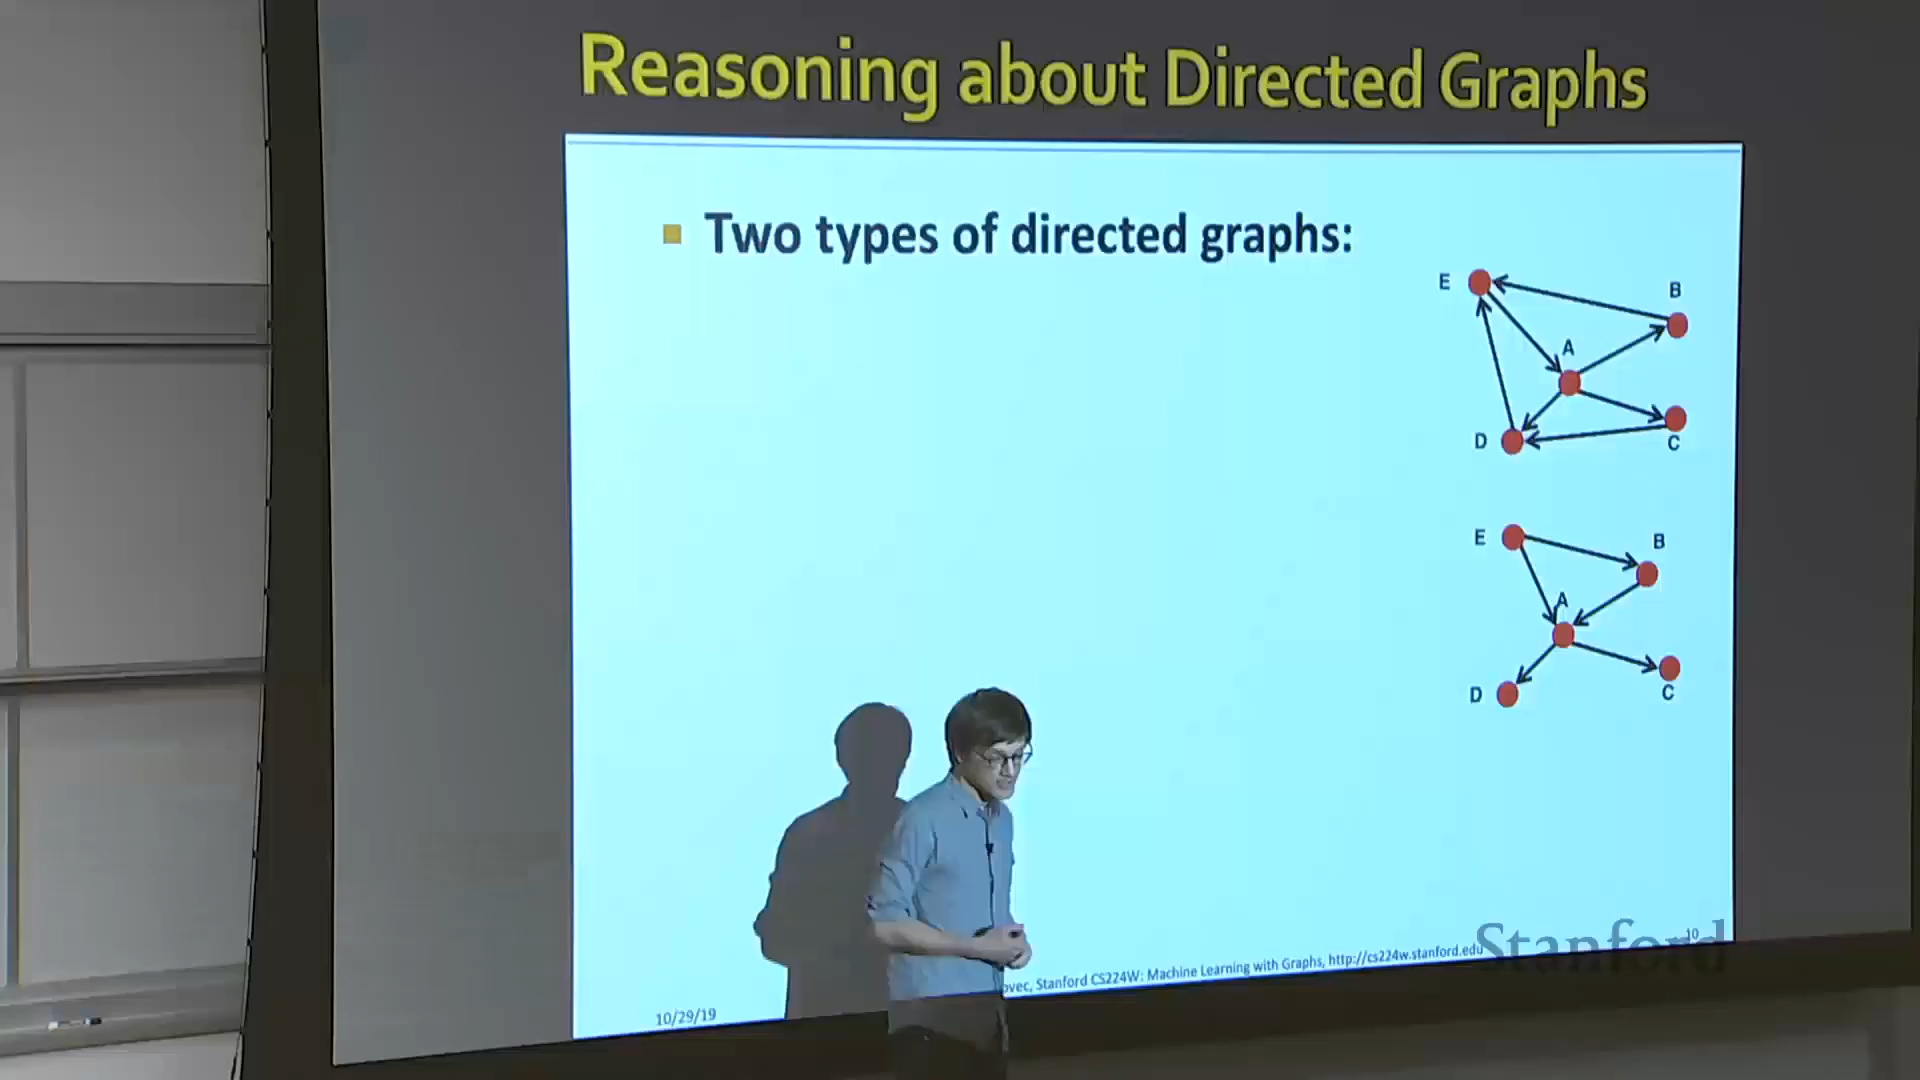 Reasoning about Directed Graphs
Two types of directed graphs:
E
B
A
D
C
E
B
A
D
C
10/29/19
Stanford CS224W: Machine Learning with Graphs, http://cs224w.stanford.edu
10
Stanford